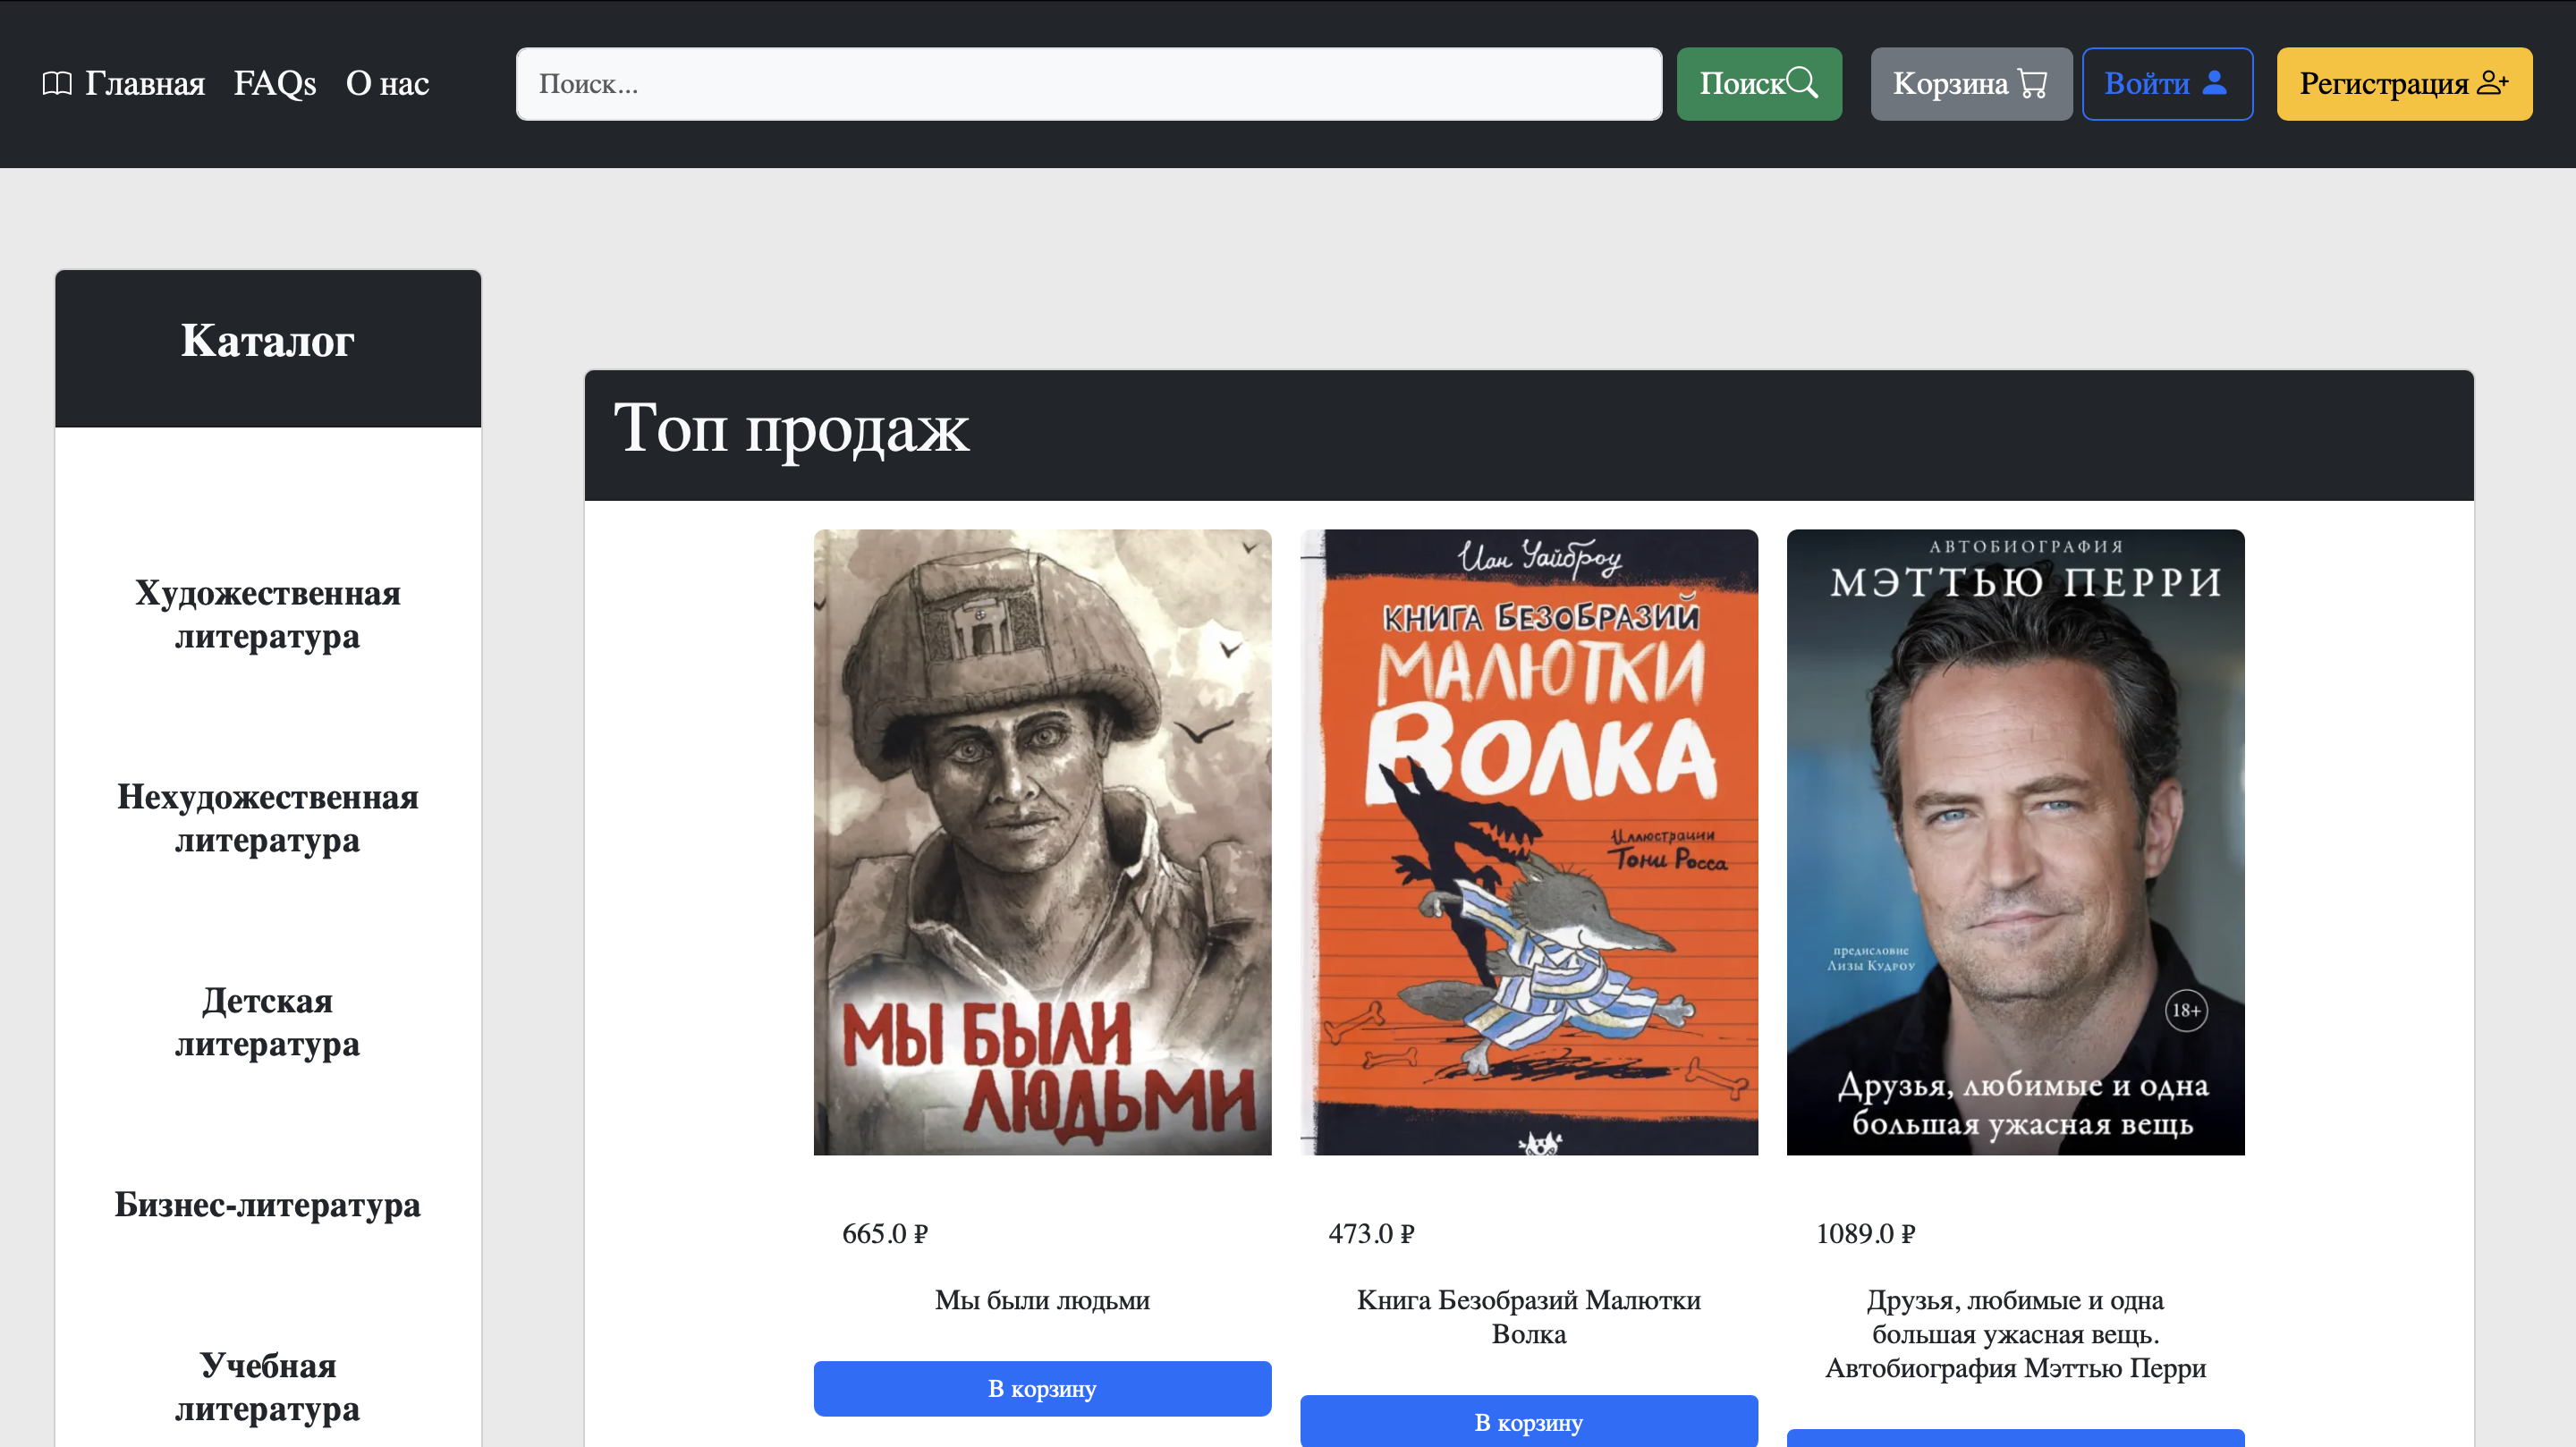 Главная FAQs О нас
Поиск...
Поиск
Корзина
Войти
Регистрация
Каталог
Художественная
литература
Нехудожественная
литература
Детская
литература
Бизнес-литература
Учебная
литература
Топ продаж
МЫ БЫЛИ
ЛЮДЬМИ
665.0 ₽
Мы были людьми
В корзину
Иан Уайброу
КНИГА БЕЗОБРАЗИЙ
МАЛЮТКИ
ВОЛКА
Иллюстрации
Тони Росса
473.0 ₽
Книга Безобразий Малютки
Волка
В корзину
АВТОБИОГРАФИЯ
МЭТТЬЮ ПЕРРИ
предисловие
Лизы Кудроу
18+
Друзья, любимые и одна
большая ужасная вещь
1089.0 ₽
Друзья, любимые и одна
большая ужасная вещь.
Автобиография Мэттью Перри